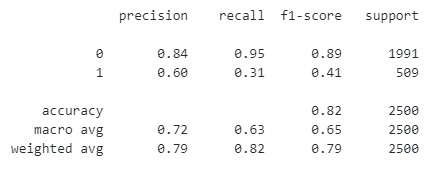 precision recall f1-score support
0 0.84 0.95 0.89 1991
1 0.60 0.31 0.41 509
accuracy 0.82 2500
macro avg 0.72 0.63 0.65 2500
weighted avg 0.79 0.82 0.79 2500